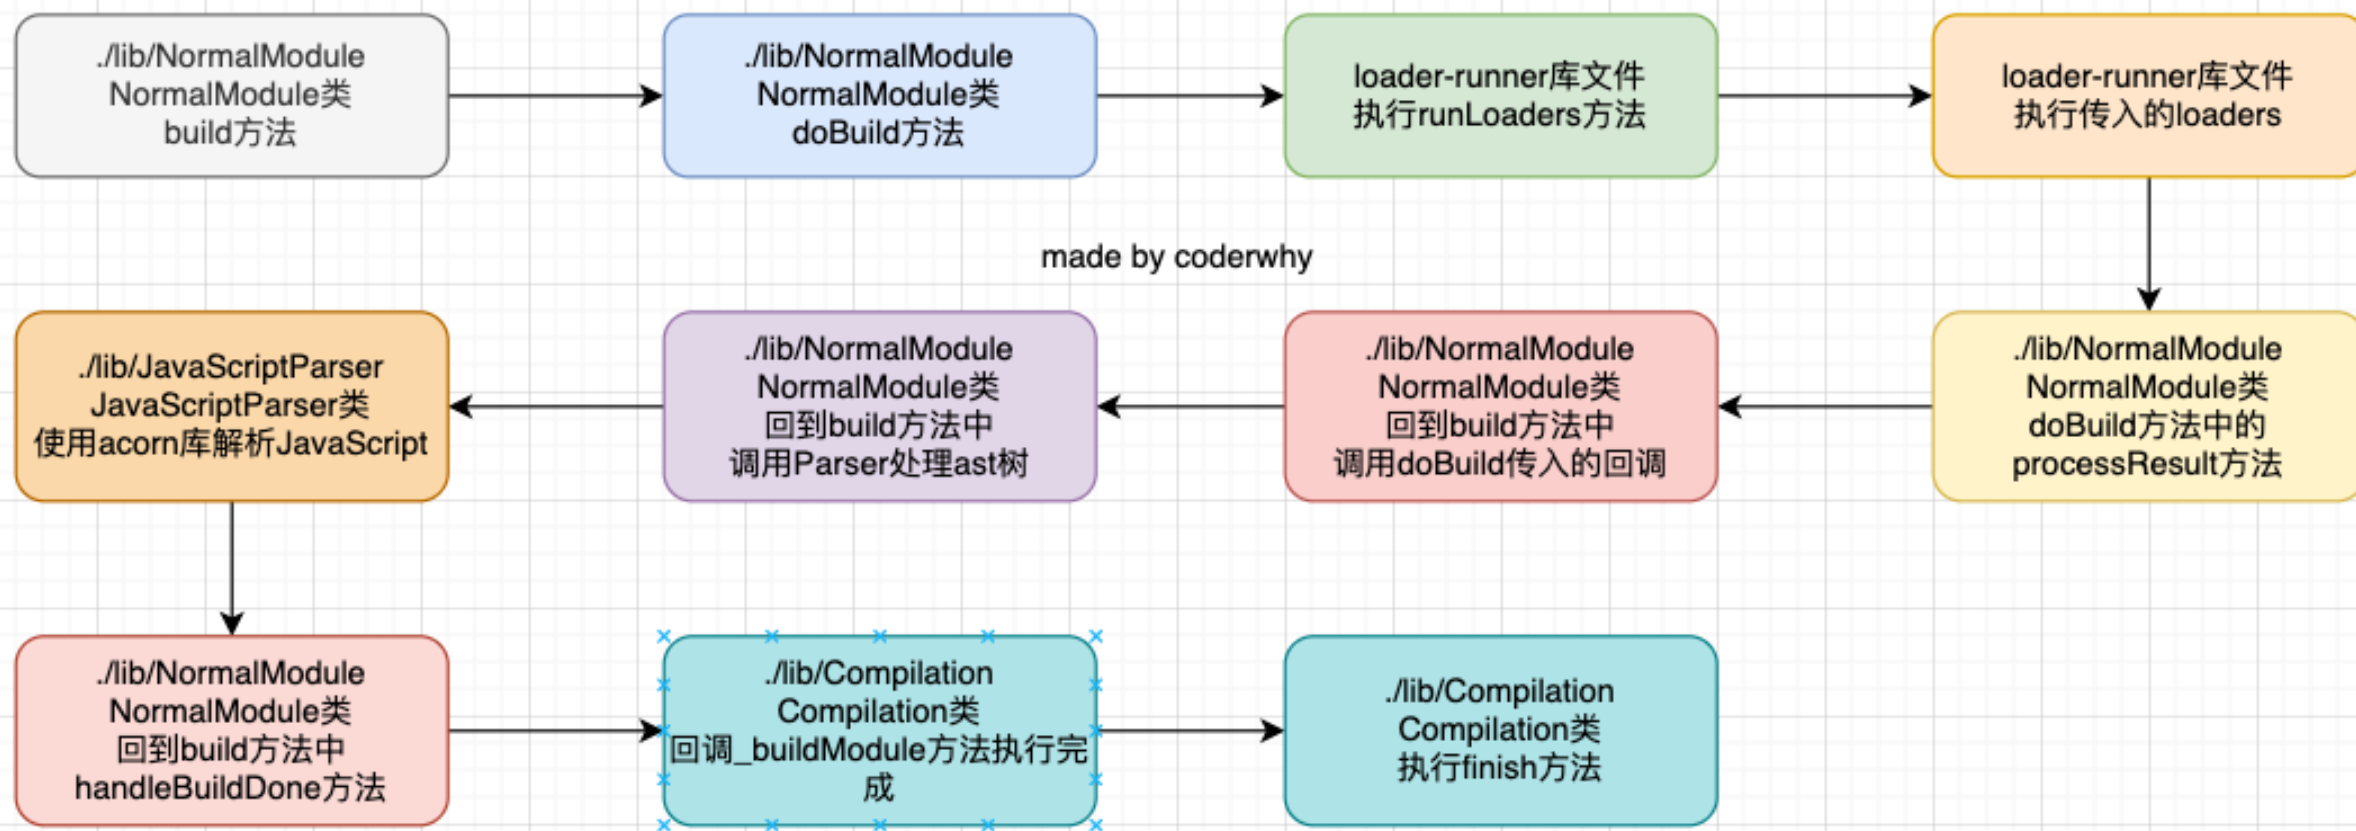 ./lib/NormalModule
NormalModule类
build方法
./lib/NormalModule
NormalModule类
doBuild方法
loader-runner库文件
执行runLoaders方法
loader-runner库文件
执行传入的loaders
made by coderwhy
./lib/JavaScriptParser
JavaScriptParser类
使用acorn库解析JavaScript
./lib/NormalModule
NormalModule类
回到build方法中
调用Parser处理ast树
./lib/NormalModule
NormalModule类
回到build方法中
调用doBuild传入的回调
./lib/NormalModule
NormalModule类
doBuild方法中的
processResult方法
./lib/NormalModule
NormalModule类
回到build方法中
handleBuildDone方法
./lib/Compilation
Compilation类
回调_buildModule方法执行完
成
./lib/Compilation
Compilation类
执行finish方法